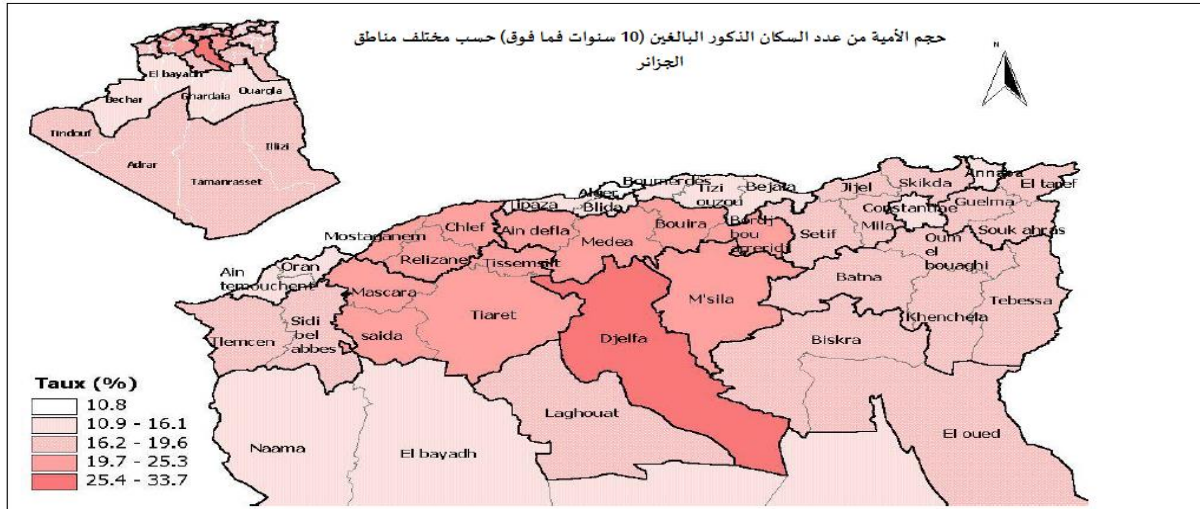 حجم الأمية من عدد السكان الذكور البالغين (10 سنوات فما فوق) حسب مختلف مناطق
الجزائر
N
El bayadh
Ouargla
Ghardaia
Bechar
Tindouf
Illizi
Adrar
Tamanrasset
Boumerdes
Alger
Tizi
ouzou
Bejaia
Tipaza
Blida
Jijel
Skikda
Annaba
El taref
Constantine
Guelma
Mostaganem
Chlef
Ain defla
Medea
Bouira
Bordj
bou
arreridj
Setif
Mila
Souk ahras
Oum
el
bouaghi
Relizane
Tissemsilt
Ain
temouchent
Oran
Mascara
Tiaret
M'sila
Batna
Khenchela
Tebessa
Tlemcen
Sidi
bel
abbes
saida
Djelfa
Biskra
Laghouat
El oued
Naama
El bayadh
Taux (%)
10.8
10.9 - 16.1
16.2 - 19.6
19.7 - 25.3
25.4 - 33.7